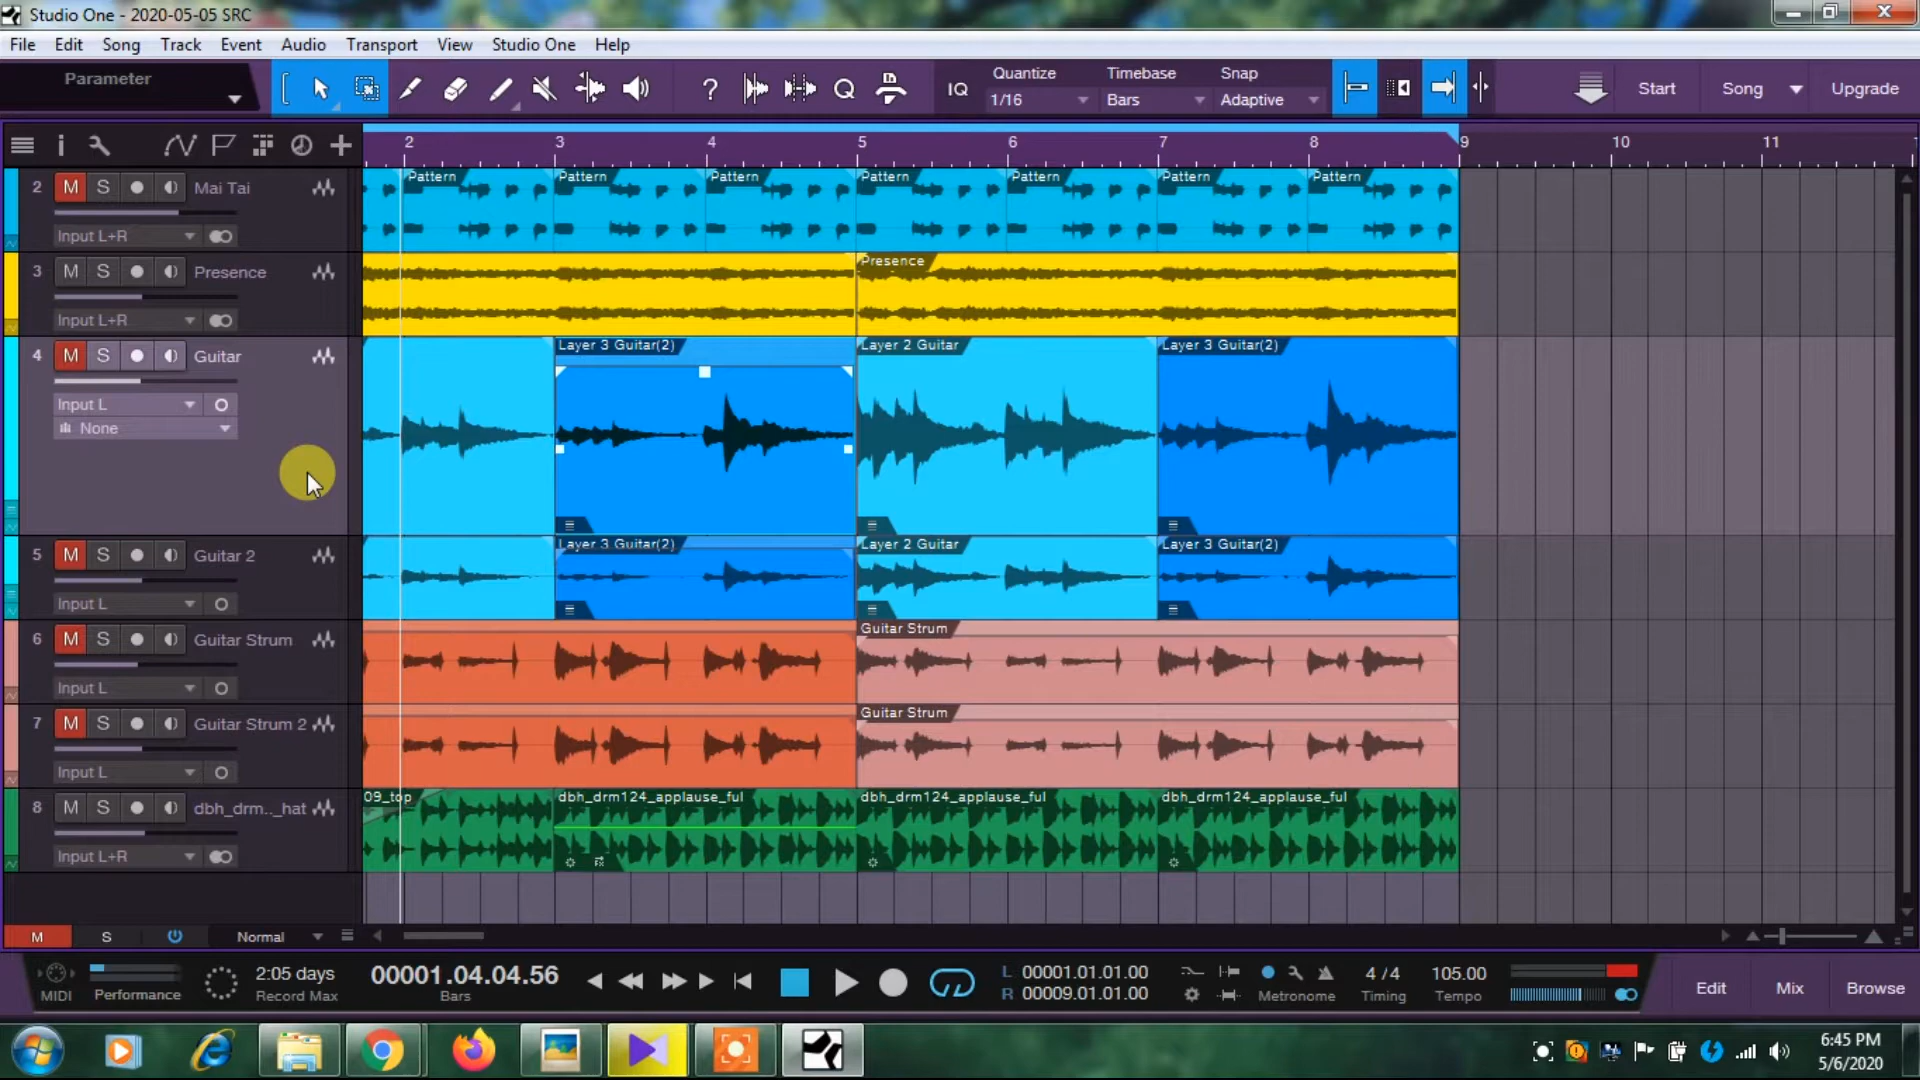 Studio One - 2020-05-05 SRC
File Edit Song Track Event Audio Transport View Studio One Help
Parameter
? Q IQ Quantize Timebase Snap
1/16 Bars Adaptive
Start Song Upgrade
2 3 4 5 6 7 8 9 10 11
2 M S Mai Tai
Input L+R
Pattern Pattern Pattern Pattern Pattern Pattern Pattern
3 M S Presence
Input L+R
Presence
4 M S Guitar
Input L
None
Layer 3 Guitar(2) Layer 2 Guitar Layer 3 Guitar(2)
5 M S Guitar 2
Input L
Layer 3 Guitar(2) Layer 2 Guitar Layer 3 Guitar(2)
6 M S Guitar Strum
Input L
Guitar Strum
7 M S Guitar Strum 2
Input L
Guitar Strum
8 M S dbh_drm.._hat
Input L+R
09_top dbh_drm124_applause_ful dbh_drm124_applause_ful dbh_drm124_applause_ful
M S Normal
MIDI Performance
2:05 days
Record Max
00001.04.04.56
Bars
L 00001.01.01.00
R 00009.01.01.00
Metronome
4 / 4
Timing
105.00
Tempo
Edit Mix Browse
6:45 PM
5/6/2020